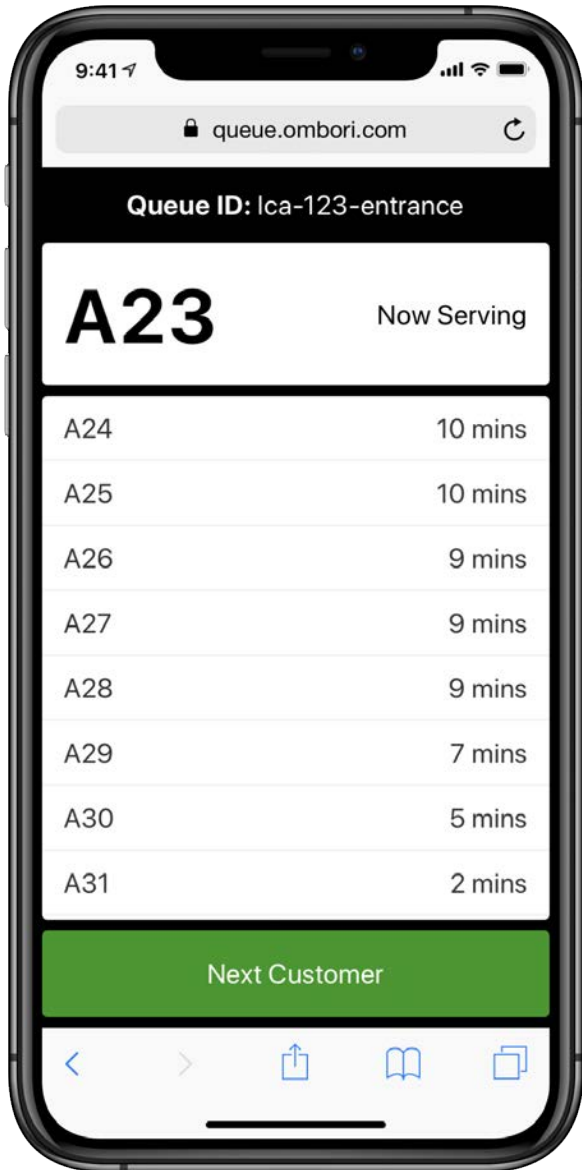 9:41
queue.ombori.com
Queue ID: lca-123-entrance
A23 Now Serving
A24 10 mins
A25 10 mins
A26 9 mins
A27 9 mins
A28 9 mins
A29 7 mins
A30 5 mins
A31 2 mins
Next Customer